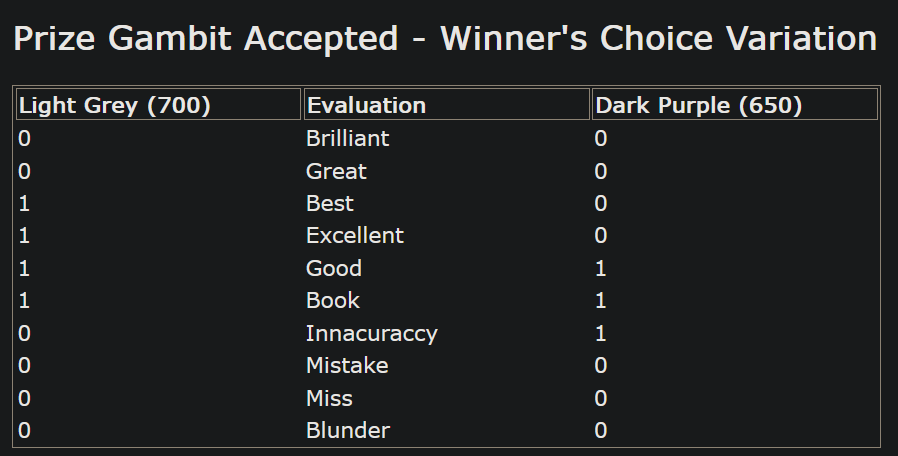 Prize Gambit Accepted - Winner's Choice Variation
Light Grey (700) Evaluation Dark Purple (650)
0 Brilliant 0
0 Great 0
1 Best 0
1 Excellent 0
1 Good 1
1 Book 1
0 Innacuraccy 1
0 Mistake 0
0 Miss 0
0 Blunder 0